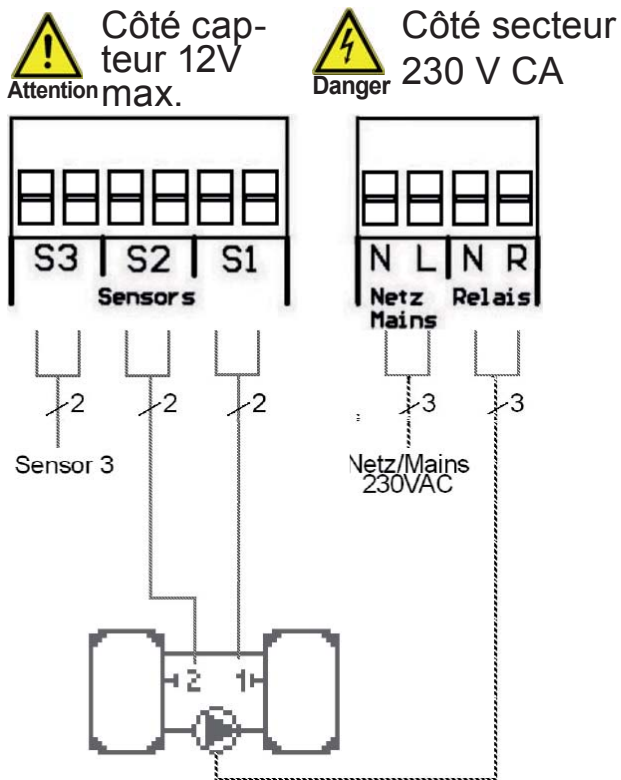 Attention
Côté cap-
teur 12V
max.
Danger
Côté secteur
230 V CA
S3 S2 S1
Sensors
N L N R
Netz
Mains
Relais
2 2 2 3 3
Sensor 3
Netz/Mains
230VAC
2 1